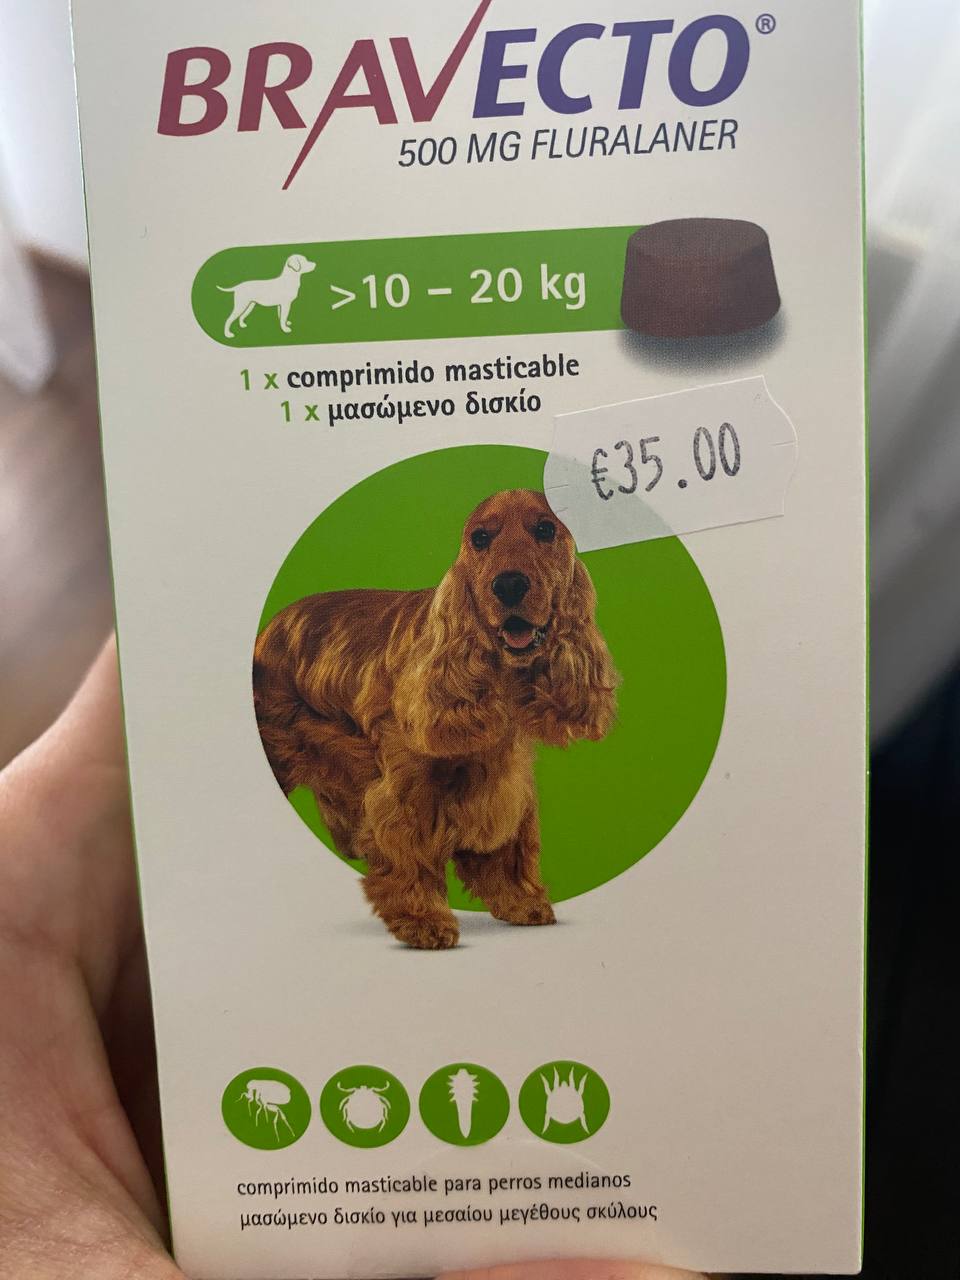 BRAVECTO®
500 MG FLURALANER
>10 – 20 kg
1 x comprimido masticable
1 x μασώμενο δισκίο
€35.00
comprimido masticable para perros medianos
μασώμενο δισκίο για μεσαίου μεγέθους σκύλους